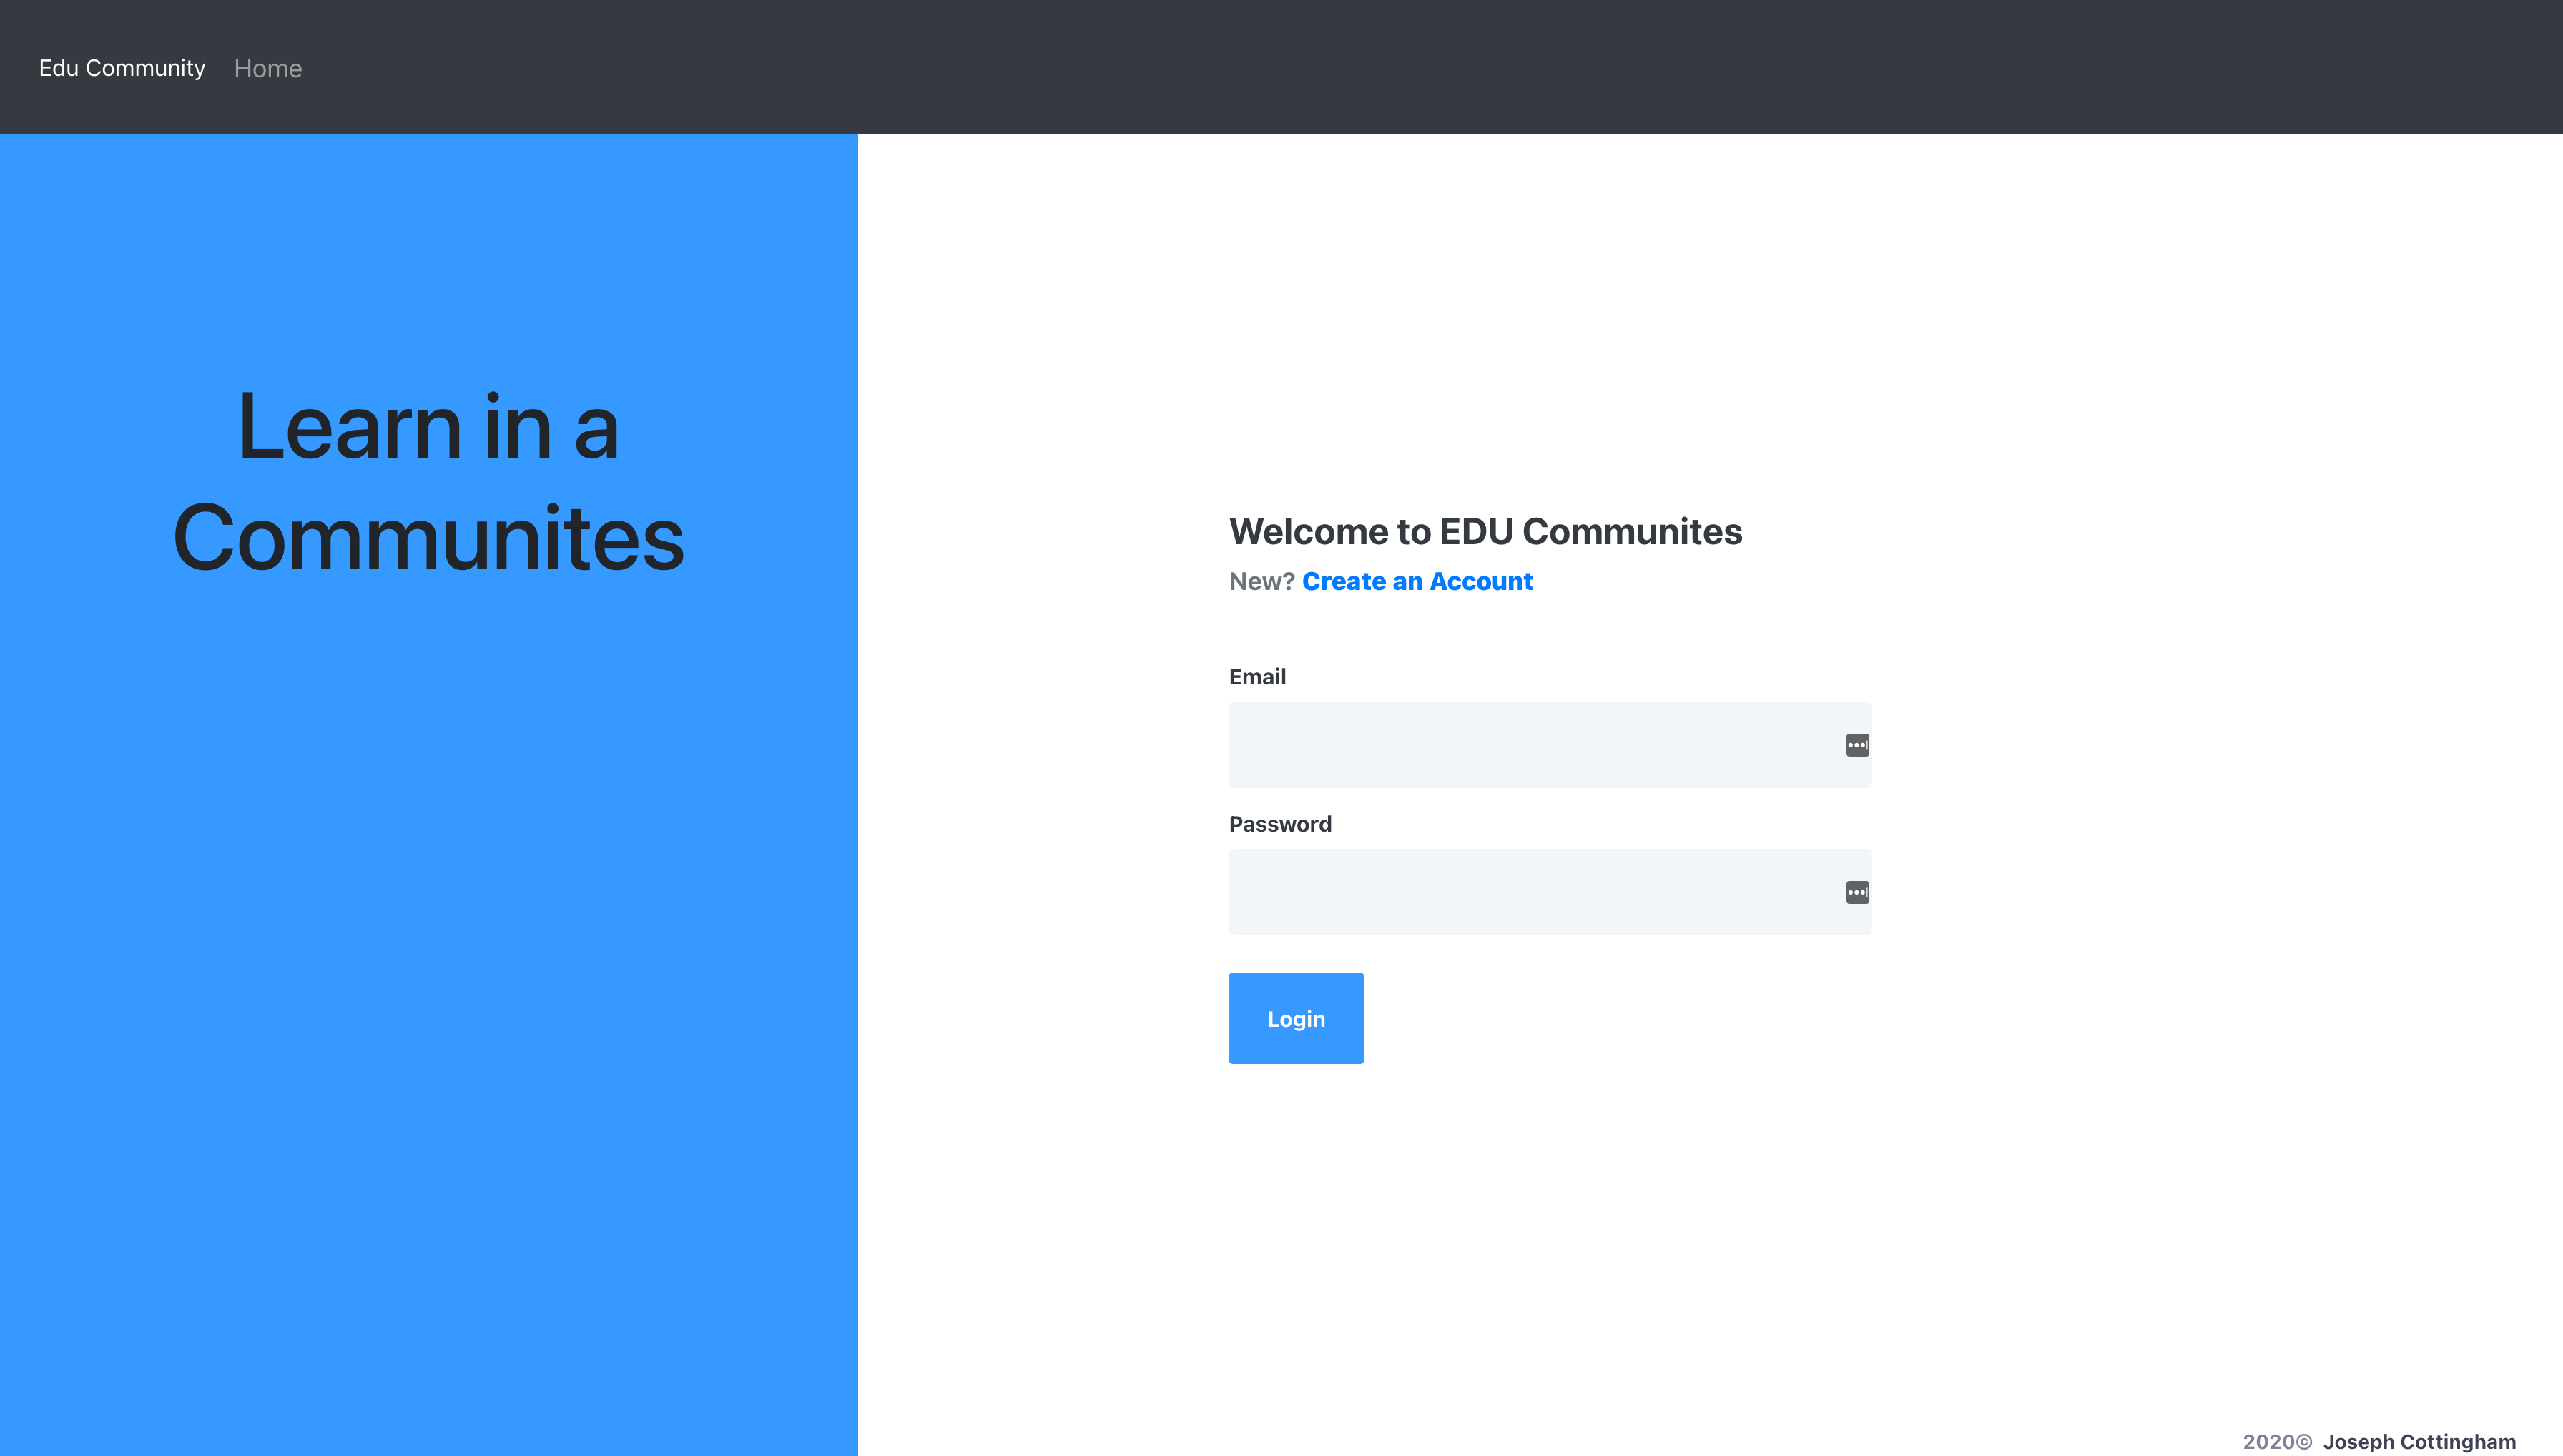 Edu Community Home
Learn in a
Communites
Welcome to EDU Communites
New? Create an Account
Email
Password
Login
2020© Joseph Cottingham